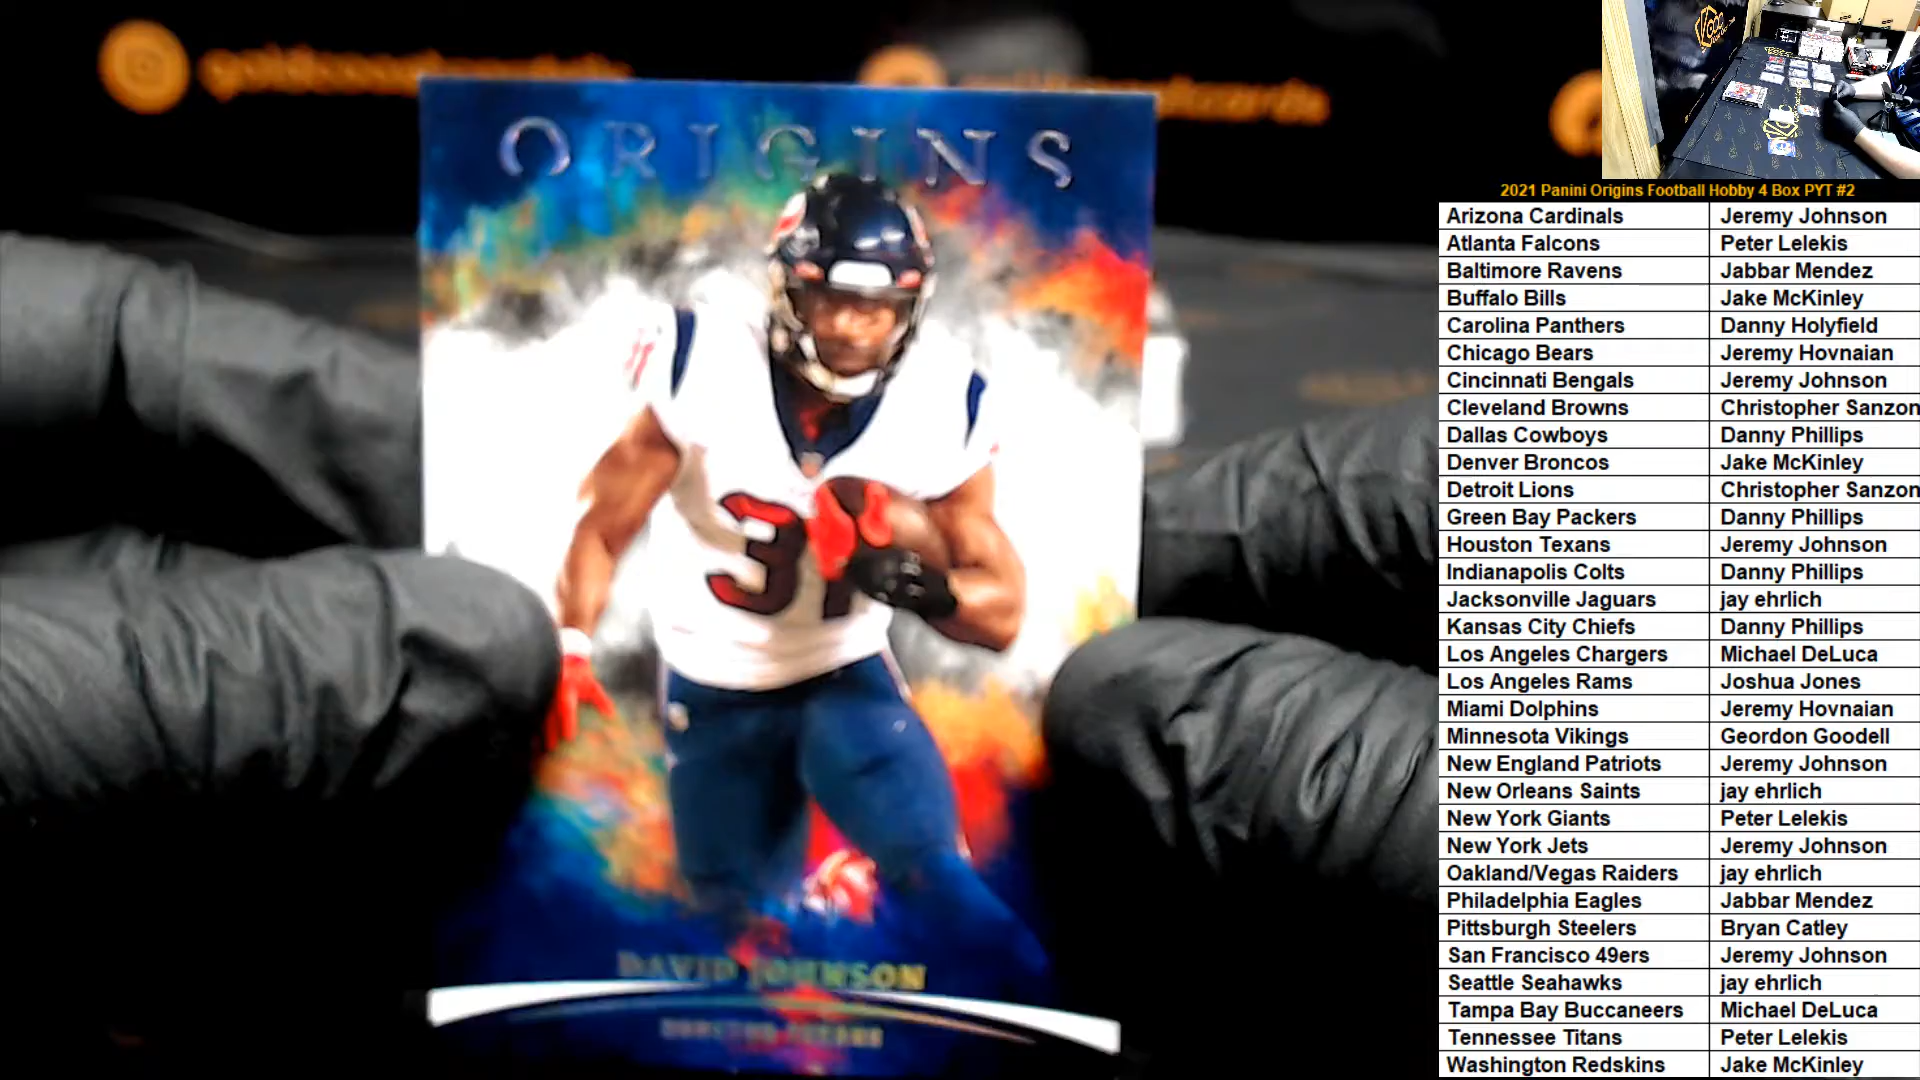 goldcoastcards
ORIGINS
31
DAVID JOHNSON
HOUSTON TEXANS
2021 Panini Origins Football Hobby 4 Box PYT #2
Arizona Cardinals Jeremy Johnson
Atlanta Falcons Peter Lelekis
Baltimore Ravens Jabbar Mendez
Buffalo Bills Jake McKinley
Carolina Panthers Danny Holyfield
Chicago Bears Jeremy Hovnaian
Cincinnati Bengals Jeremy Johnson
Cleveland Browns Christopher Sanzon
Dallas Cowboys Danny Phillips
Denver Broncos Jake McKinley
Detroit Lions Christopher Sanzon
Green Bay Packers Danny Phillips
Houston Texans Jeremy Johnson
Indianapolis Colts Danny Phillips
Jacksonville Jaguars jay ehrlich
Kansas City Chiefs Danny Phillips
Los Angeles Chargers Michael DeLuca
Los Angeles Rams Joshua Jones
Miami Dolphins Jeremy Hovnaian
Minnesota Vikings Geordon Goodell
New England Patriots Jeremy Johnson
New Orleans Saints jay ehrlich
New York Giants Peter Lelekis
New York Jets Jeremy Johnson
Oakland/Vegas Raiders jay ehrlich
Philadelphia Eagles Jabbar Mendez
Pittsburgh Steelers Bryan Catley
San Francisco 49ers Jeremy Johnson
Seattle Seahawks jay ehrlich
Tampa Bay Buccaneers Michael DeLuca
Tennessee Titans Peter Lelekis
Washington Redskins Jake McKinley